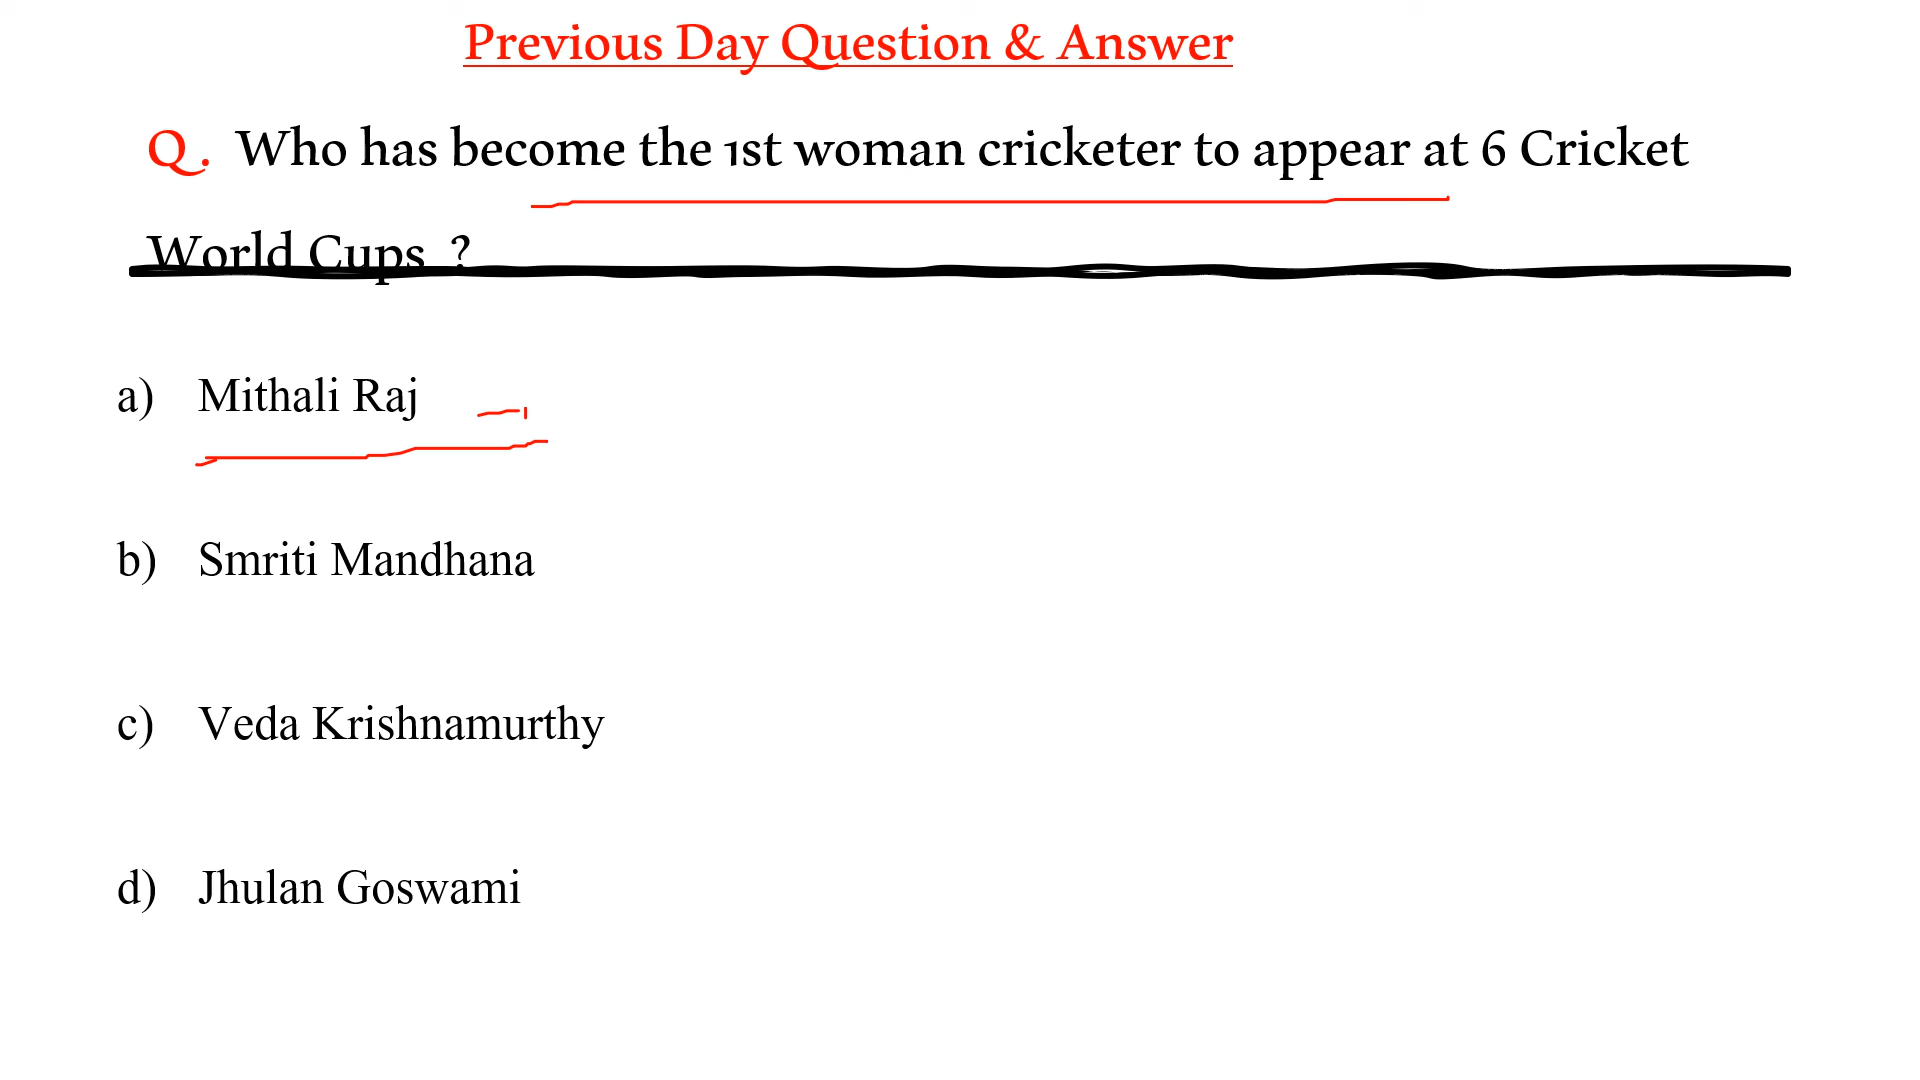 Previous Day Question & Answer
Q . Who has become the 1st woman cricketer to appear at 6 Cricket
World Cups ?
a) Mithali Raj
b) Smriti Mandhana
c) Veda Krishnamurthy
d) Jhulan Goswami